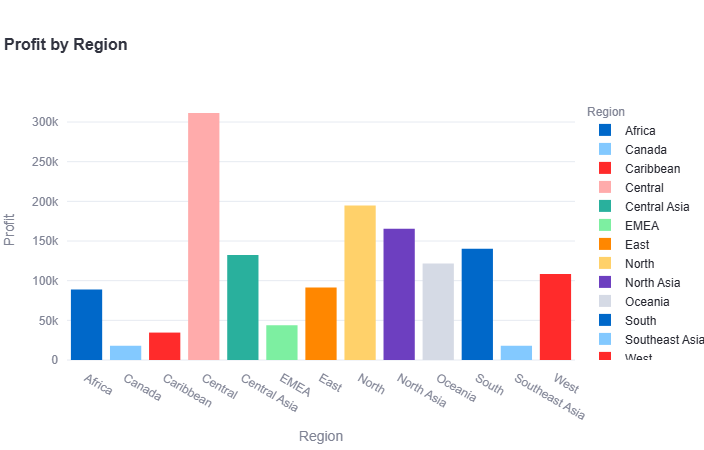 Profit by Region
Profit
300k
250k
200k
150k
100k
50k
0
Africa
Canada
Caribbean
Central
Central Asia
EMEA
East
North
North Asia
Oceania
South
Southeast Asia
West
Region
Region
Africa
Canada
Caribbean
Central
Central Asia
EMEA
East
North
North Asia
Oceania
South
Southeast Asia
West